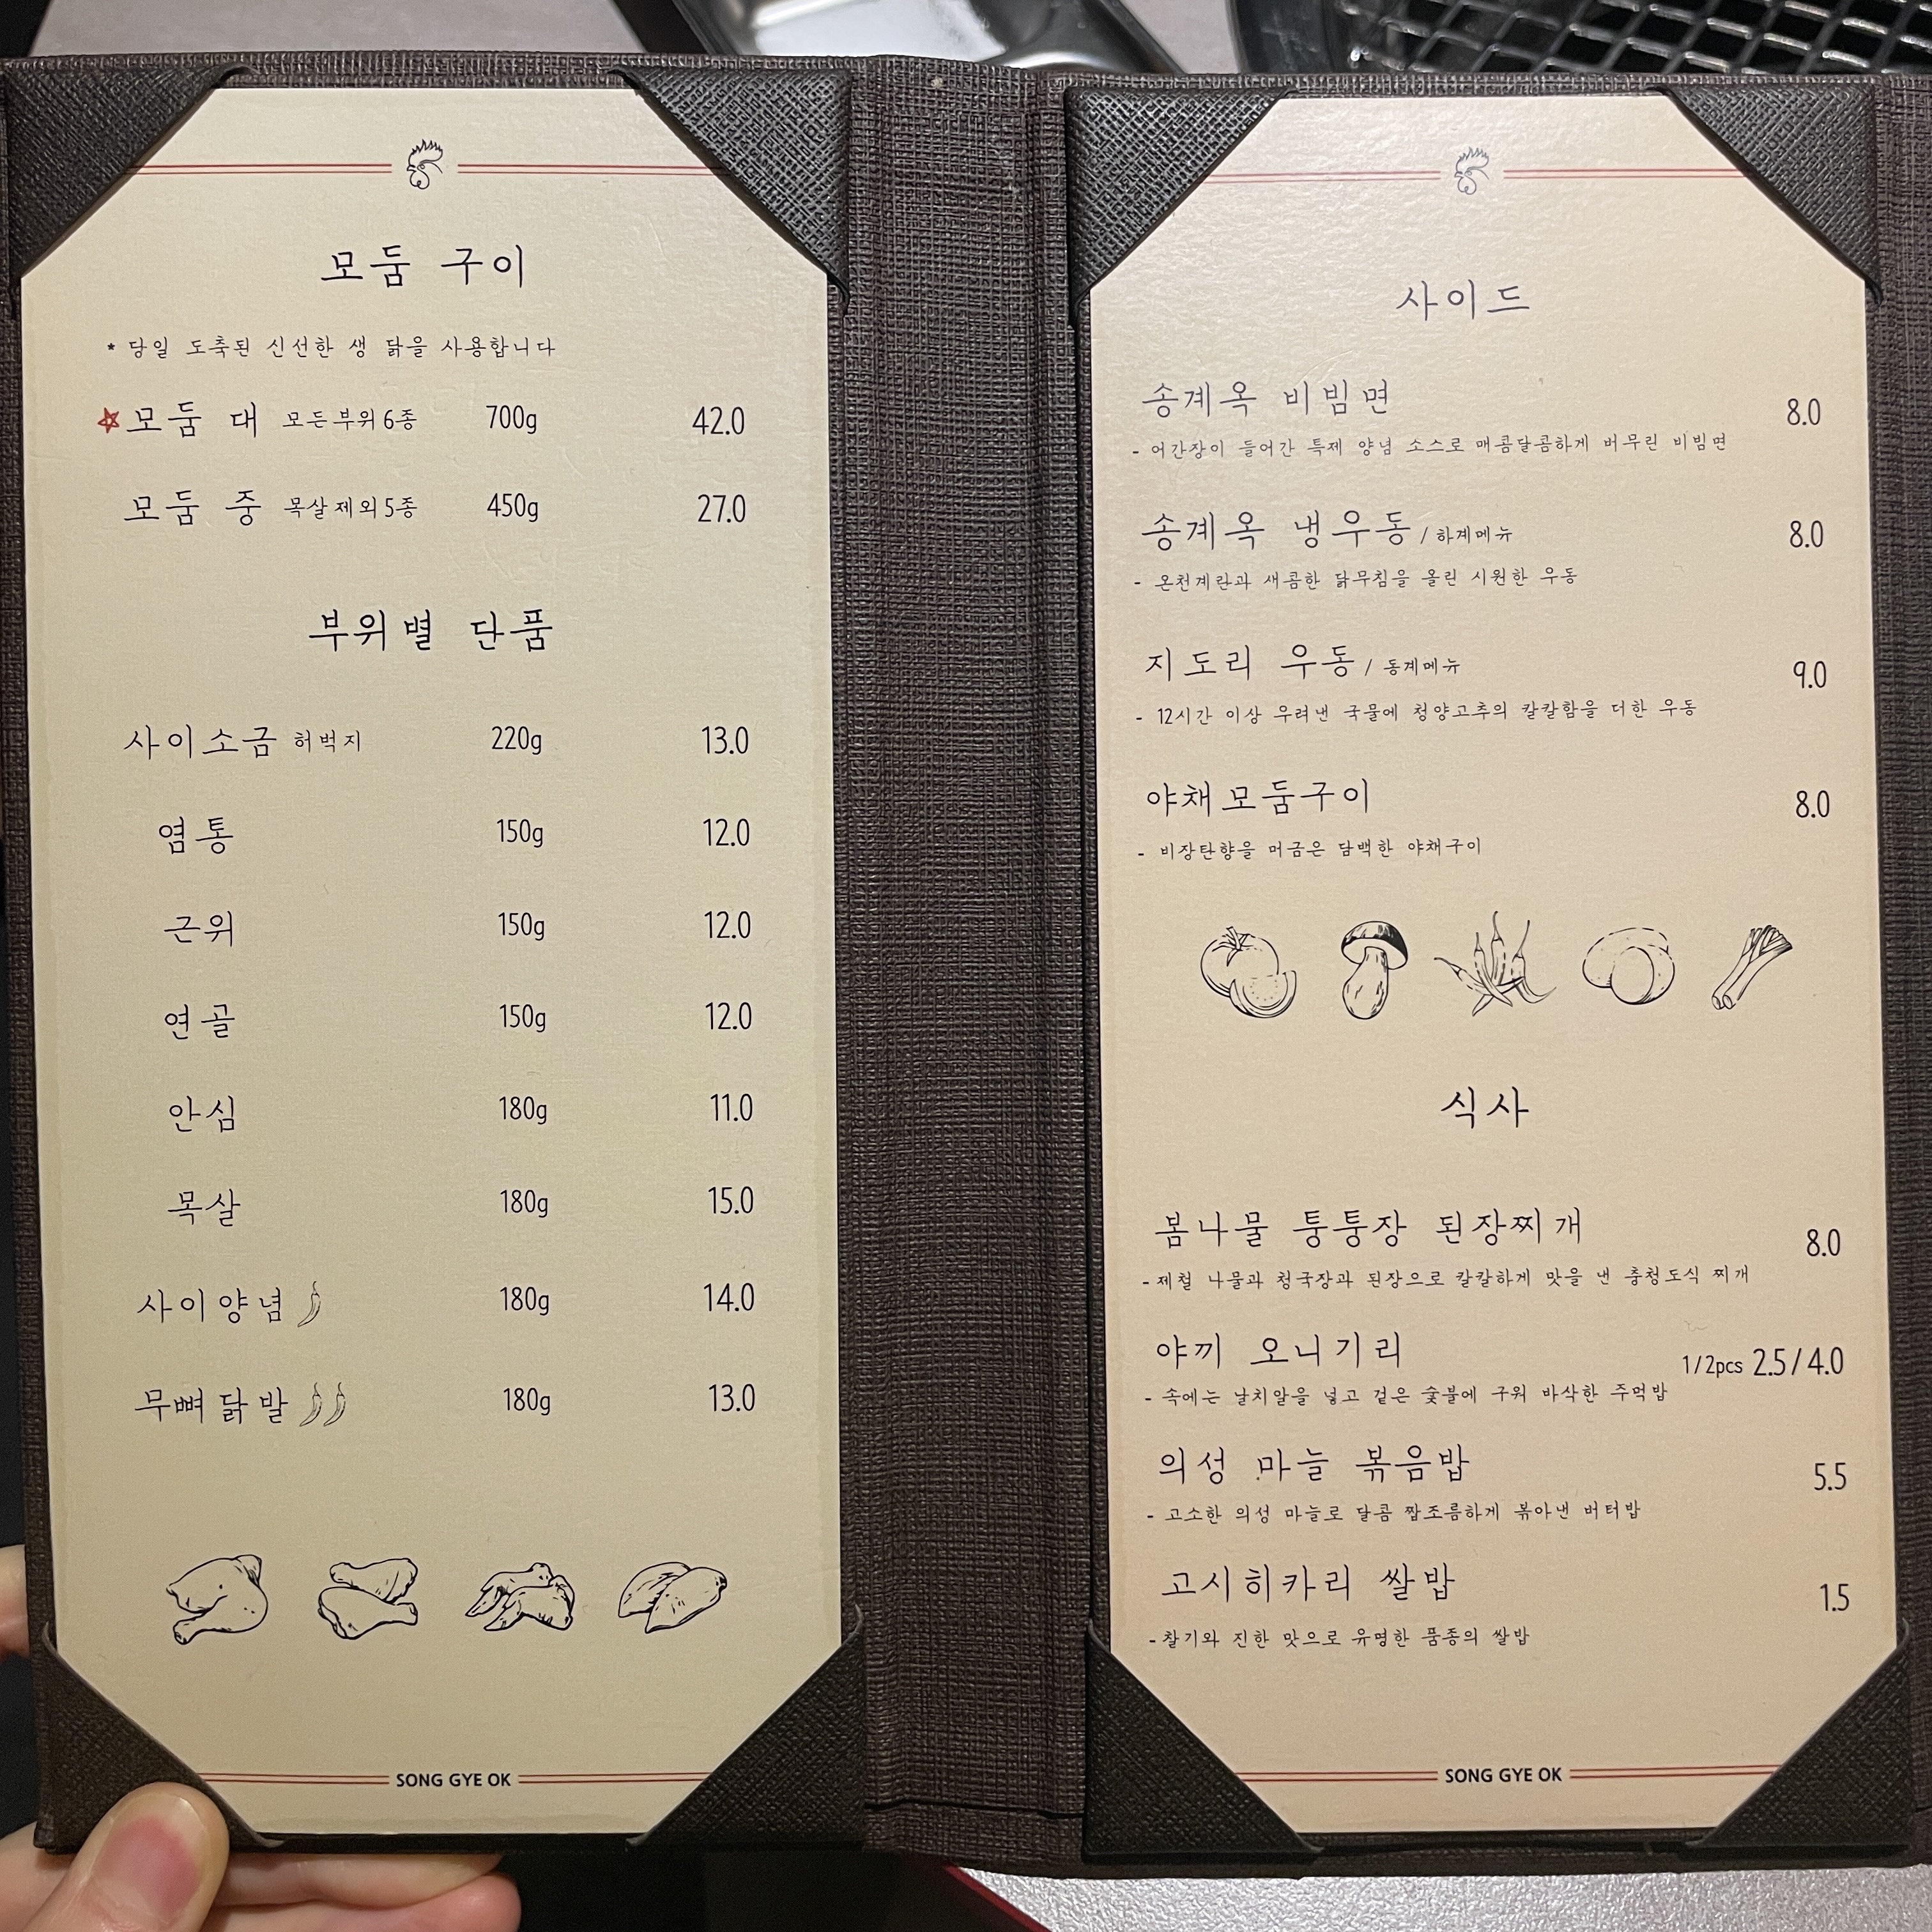 모둠 구이
* 당일 도축된 신선한 생 닭을 사용합니다
모둠 대 모든부위6종 700g 42.0
모둠 중 목살제외5종 450g 27.0
부위별 단품
사이소금 허벅지 220g 13.0
염통 150g 12.0
근위 150g 12.0
연골 150g 12.0
안심 180g 11.0
목살 180g 15.0
사이양념 180g 14.0
무뼈닭발 180g 13.0
SONG GYE OK
사이드
송계옥 비빔면 8.0
- 어간장이 들어간 특제 양념 소스로 매콤달콤하게 버무린 비빔면
송계옥 냉우동 / 하계메뉴 8.0
- 온천계란과 새콤한 닭무침을 올린 시원한 우동
지도리 우동 / 동계메뉴 9.0
- 12시간 이상 우려낸 국물에 청양고추의 칼칼함을 더한 우동
야채모둠구이 8.0
- 비장탄향을 머금은 담백한 야채구이
식사
봄나물 퉁퉁장 된장찌개 8.0
- 제철 나물과 청국장과 된장으로 칼칼하게 맛을 낸 충청도식 찌개
야끼 오니기리 1/2pcs 2.5/4.0
- 속에는 날치알을 넣고 겉은 숯불에 구워 바삭한 주먹밥
의성 마늘 볶음밥 5.5
- 고소한 의성 마늘로 달콤 짭조름하게 볶아낸 버터밥
고시히카리 쌀밥 1.5
- 찰기와 진한 맛으로 유명한 품종의 쌀밥
SONG GYE OK